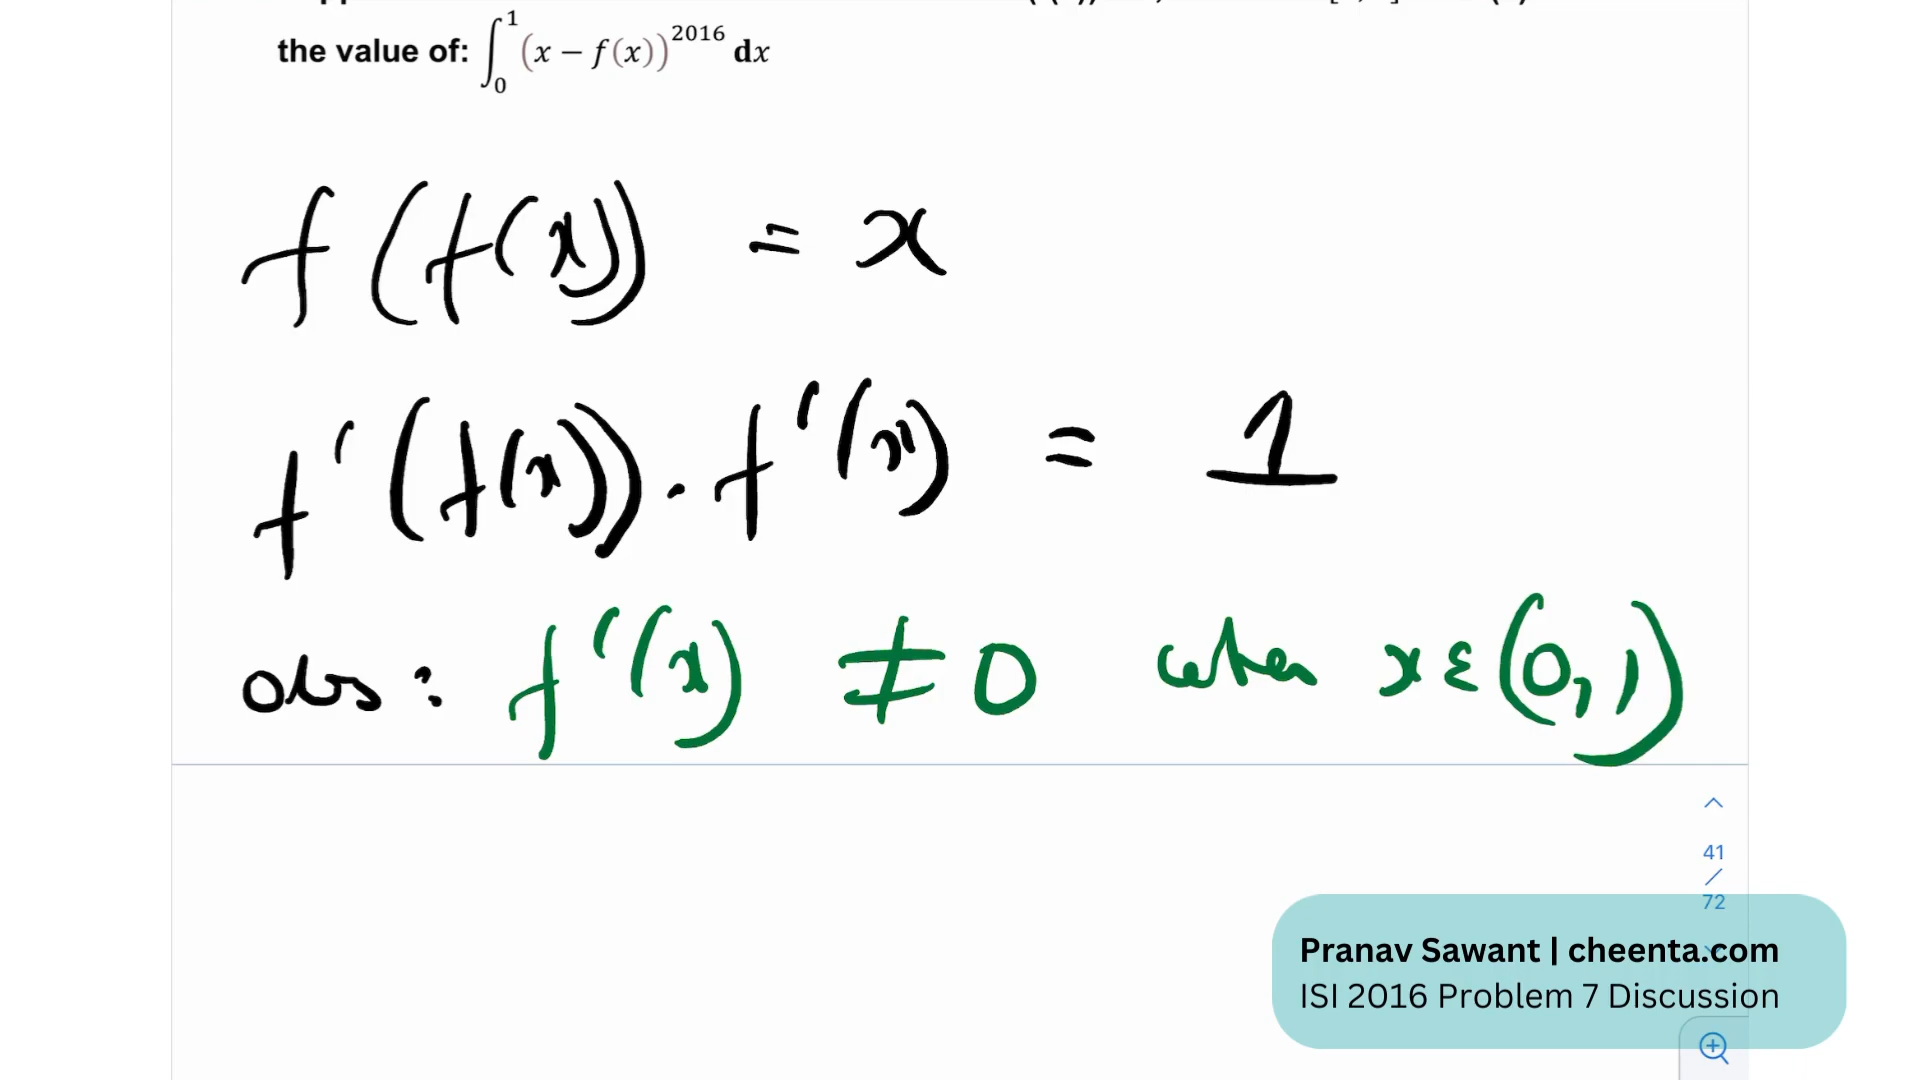 the value of: ∫₀¹ (x − f(x))²⁰¹⁶ dx
f(f(x)) = x
f'(f(x)) · f'(x) = 1
obs : f'(x) ≠ 0 when x ε (0,1)
41
/
72
Pranav Sawant | cheenta.com
ISI 2016 Problem 7 Discussion